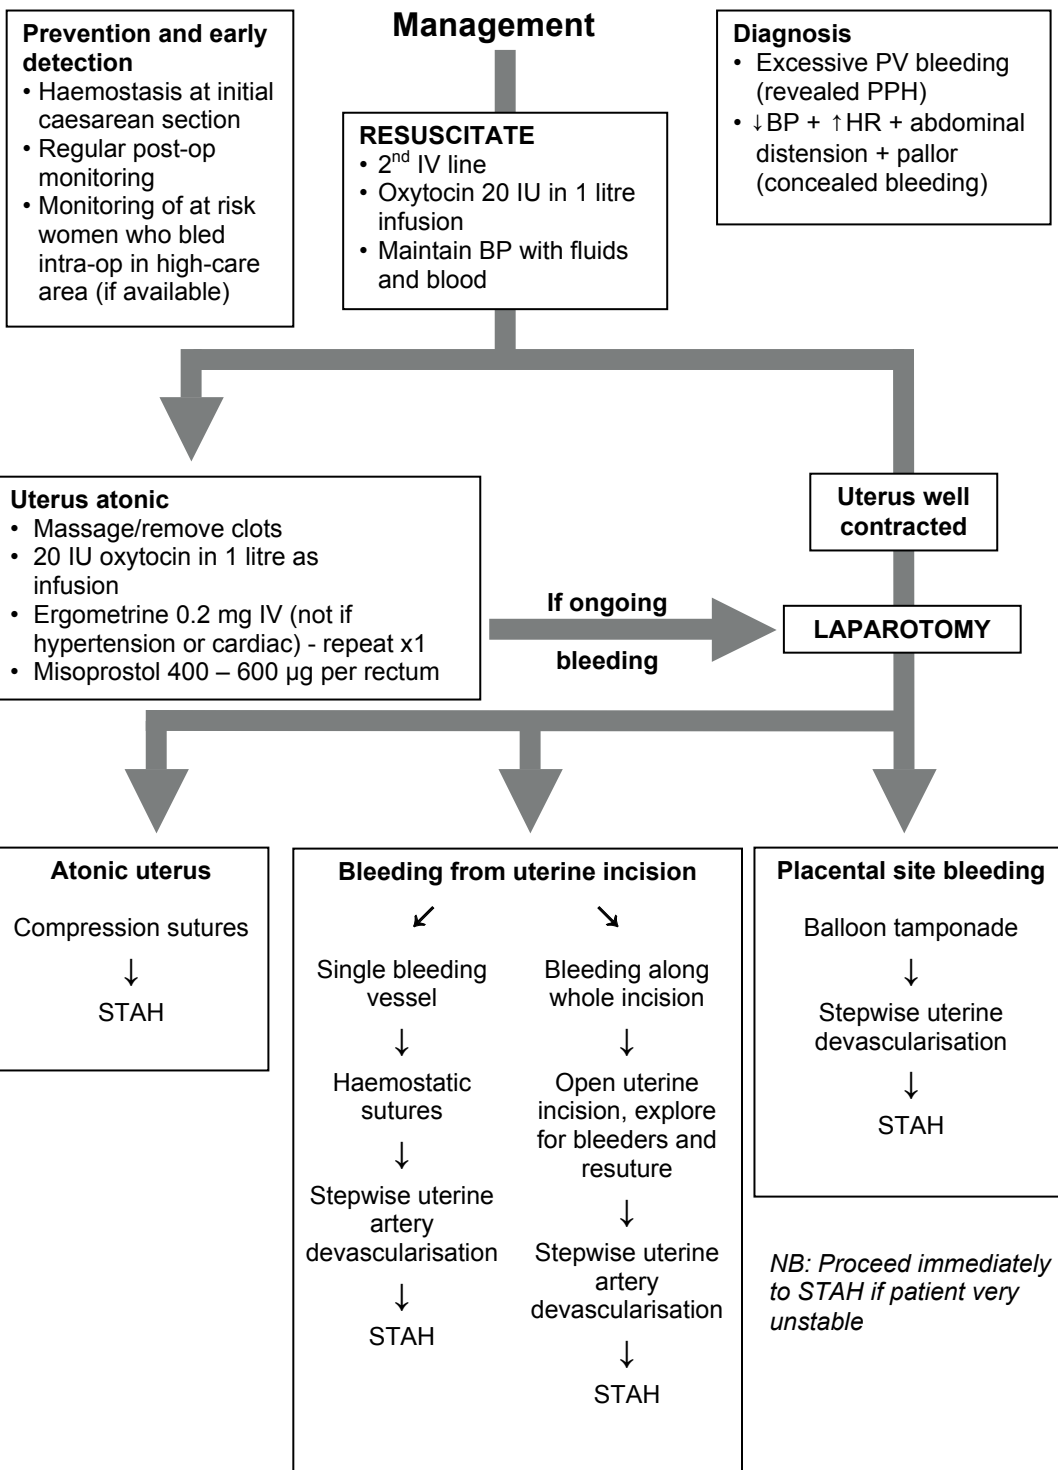 Management
Prevention and early
detection
• Haemostasis at initial
caesarean section
• Regular post-op
monitoring
• Monitoring of at risk
women who bled
intra-op in high-care
area (if available)
RESUSCITATE
• 2nd IV line
• Oxytocin 20 IU in 1 litre
infusion
• Maintain BP with fluids
and blood
Diagnosis
• Excessive PV bleeding
(revealed PPH)
• ↓BP + ↑HR + abdominal
distension + pallor
(concealed bleeding)
Uterus atonic
• Massage/remove clots
• 20 IU oxytocin in 1 litre as
infusion
• Ergometrine 0.2 mg IV (not if
hypertension or cardiac) - repeat x1
• Misoprostol 400 – 600 µg per rectum
If ongoing
bleeding
Uterus well
contracted
LAPAROTOMY
Atonic uterus
Compression sutures
↓
STAH
Bleeding from uterine incision
↙ ↘
Single bleeding
vessel
↓
Haemostatic
sutures
↓
Stepwise uterine
artery
devascularisation
↓
STAH
Bleeding along
whole incision
↓
Open uterine
incision, explore
for bleeders and
resuture
↓
Stepwise uterine
artery
devascularisation
↓
STAH
Placental site bleeding
Balloon tamponade
↓
Stepwise uterine
devascularisation
↓
STAH
NB: Proceed immediately
to STAH if patient very
unstable